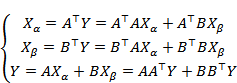 X_α = A^⊤Y = A^⊤AX_α + A^⊤BX_β
X_β = B^⊤Y = B^⊤AX_α + B^⊤BX_β
Y = AX_α + BX_β = AA^⊤Y + BB^⊤Y